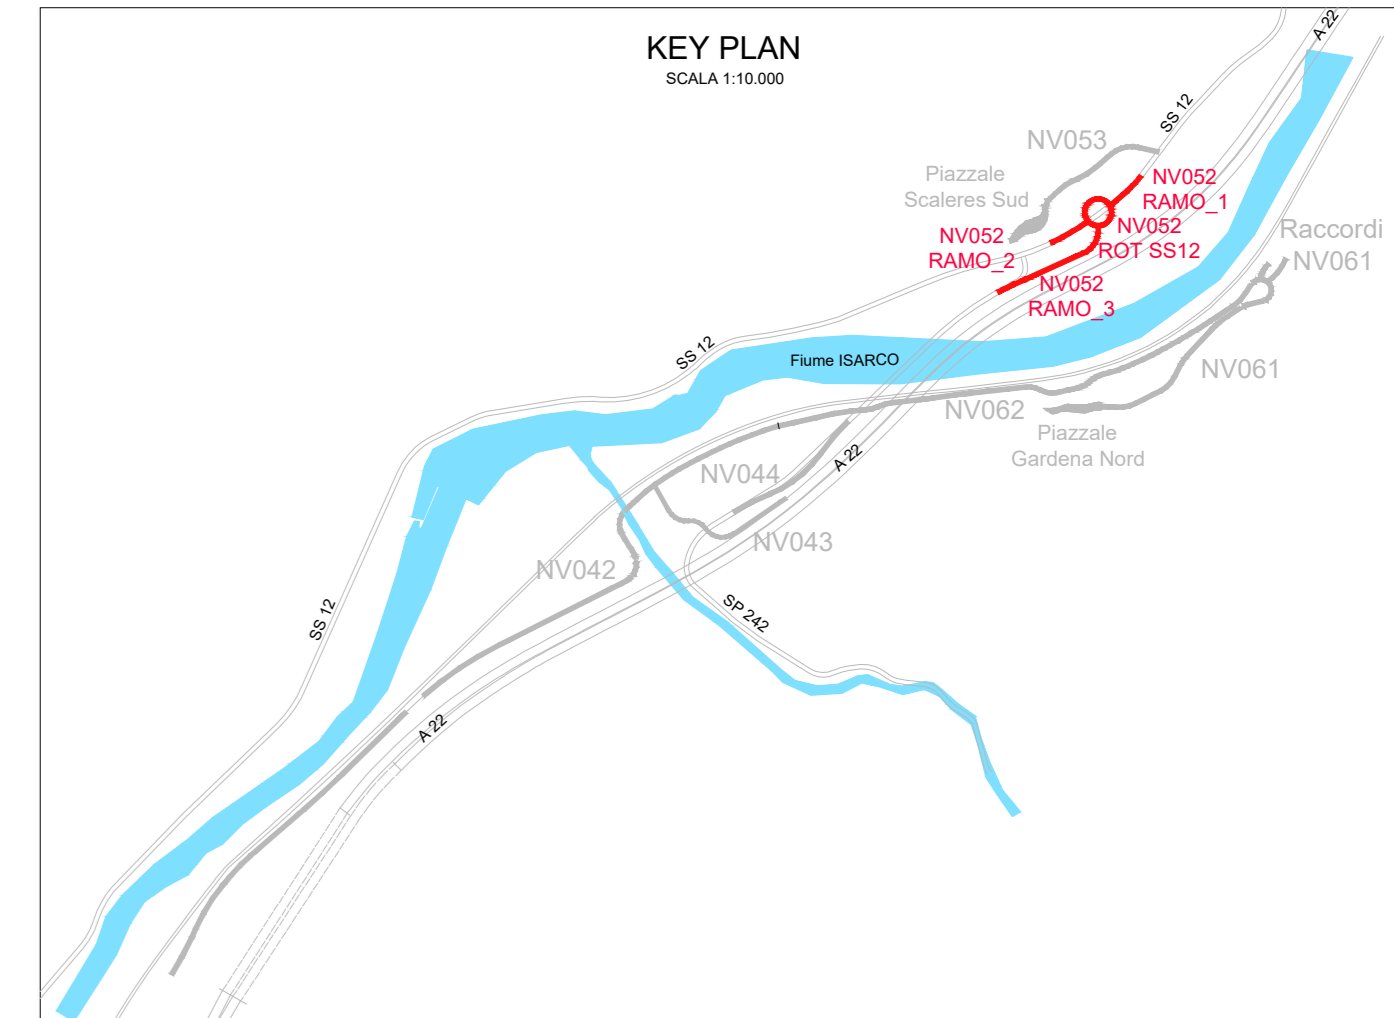 KEY PLAN
SCALA 1:10.000
A 22
SS 12
NV053
Piazzale
Scaleres Sud
NV052
RAMO_1
NV052
ROT SS12
NV052
RAMO_2
Raccordi
NV061
NV052
RAMO_3
SS 12
Fiume ISARCO
NV061
NV062
Piazzale
Gardena Nord
A 22
NV044
NV043
NV042
SP 242
SS 12
A 22